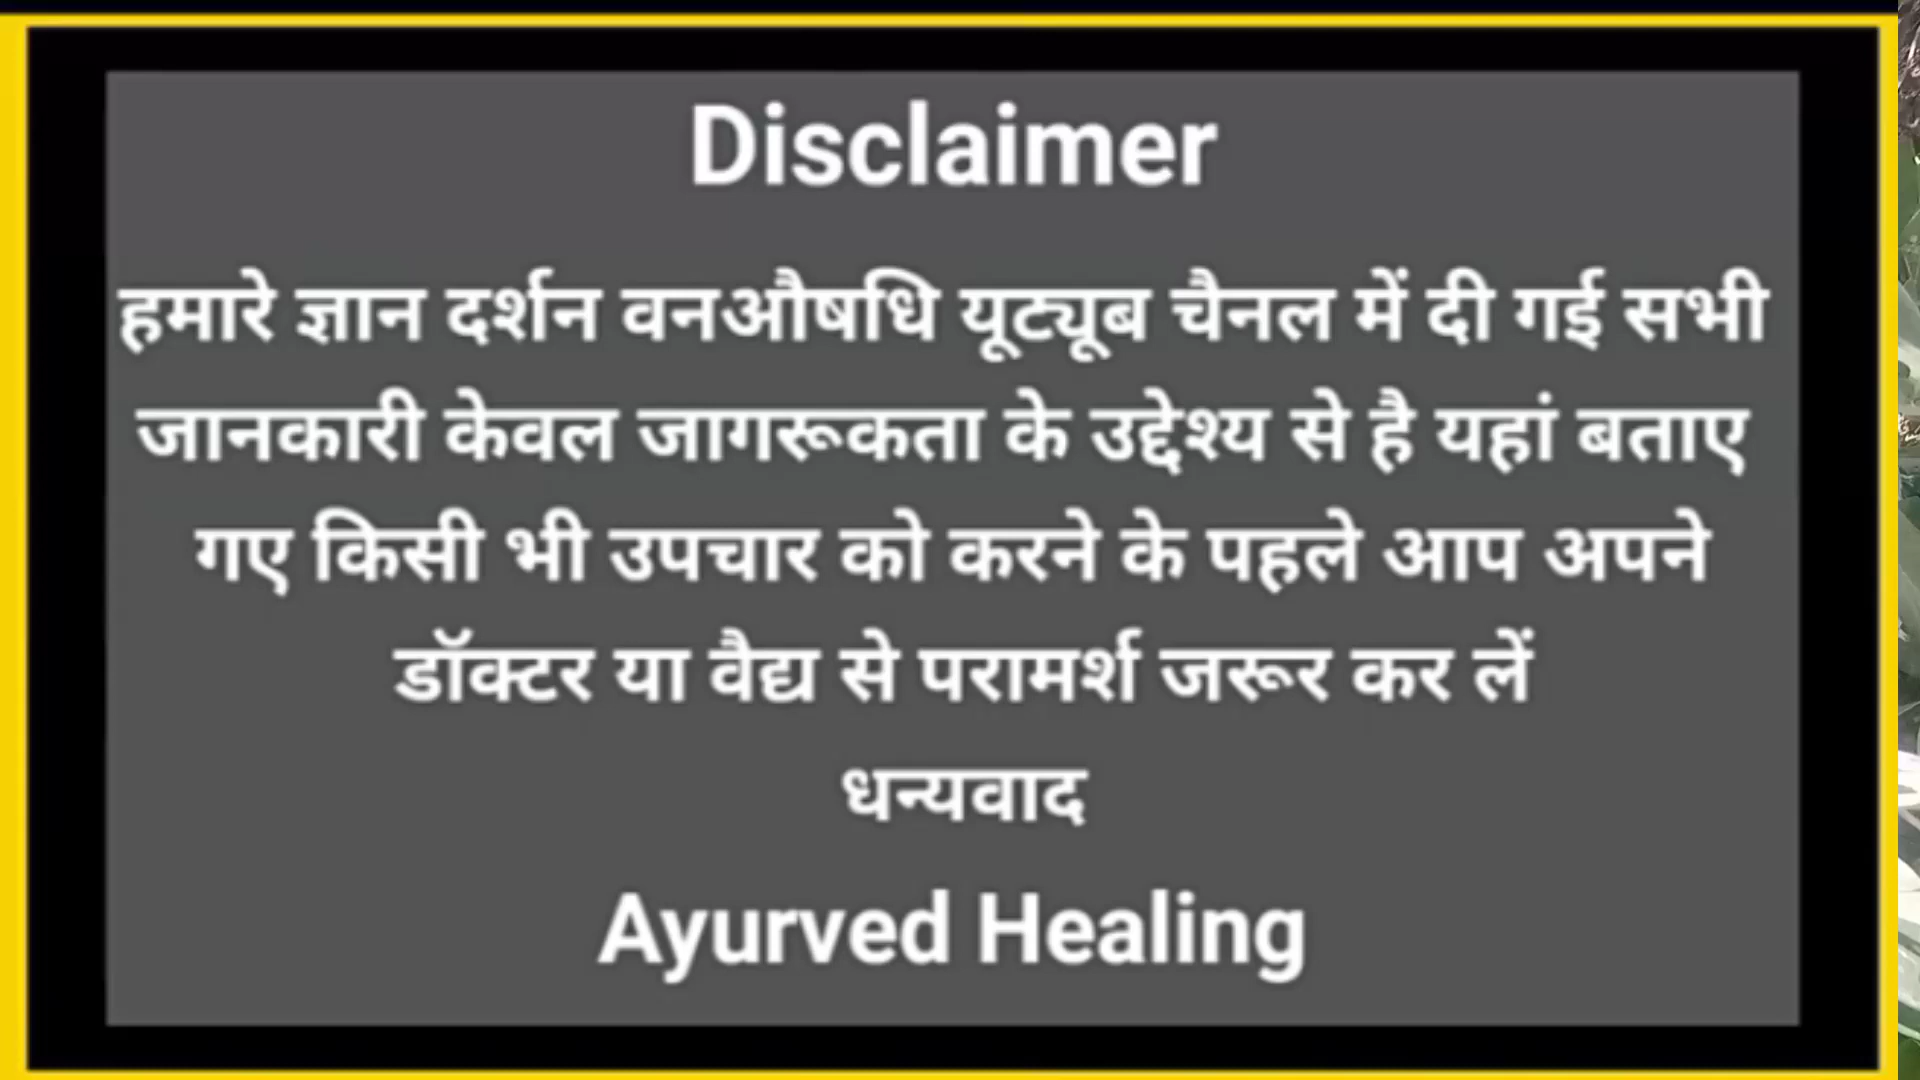 Disclaimer
हमारे ज्ञान दर्शन वनऔषधि यूट्यूब चैनल में दी गई सभी
जानकारी केवल जागरूकता के उद्देश्य से है यहां बताए
गए किसी भी उपचार को करने के पहले आप अपने
डॉक्टर या वैद्य से परामर्श जरूर कर लें
धन्यवाद
Ayurved Healing